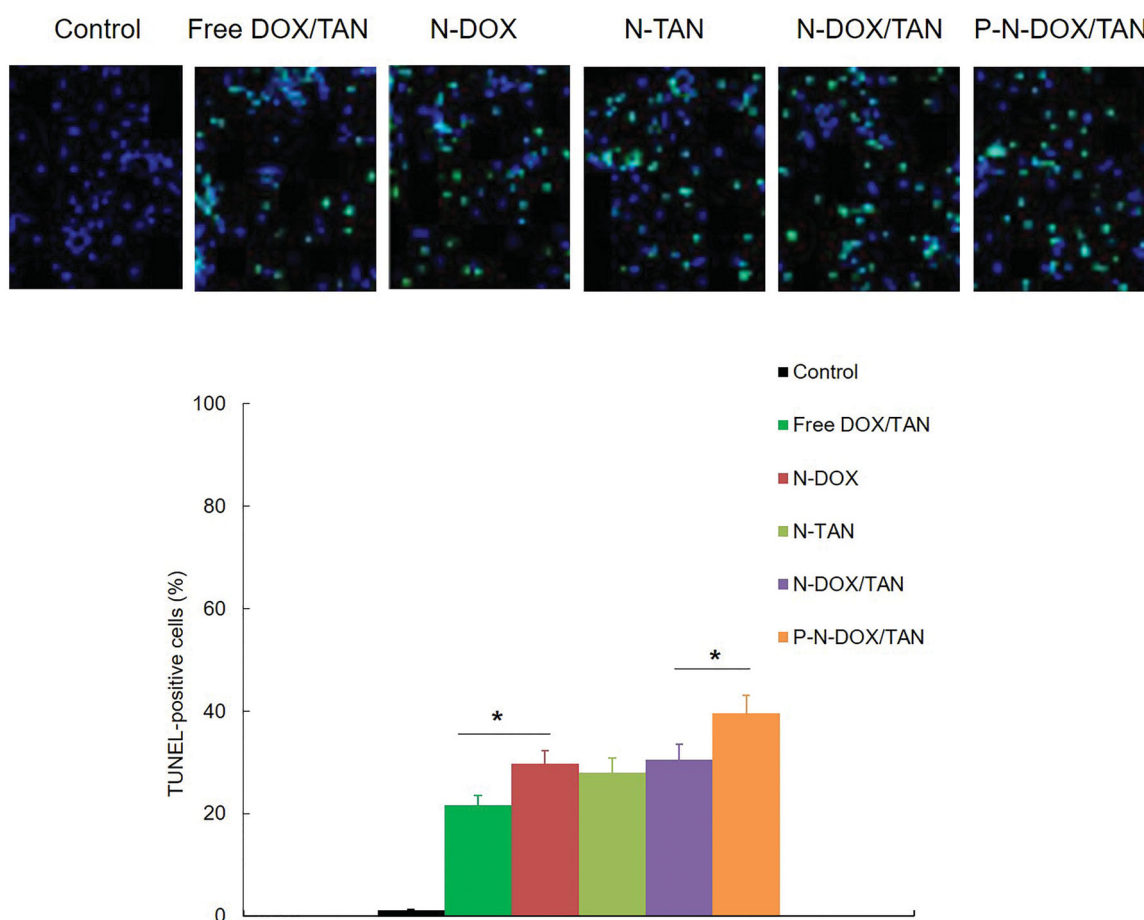 Control
Free DOX/TAN
N-DOX
N-TAN
N-DOX/TAN
P-N-DOX/TAN
Control
Free DOX/TAN
N-DOX
N-TAN
N-DOX/TAN
P-N-DOX/TAN
TUNEL-positive cells (%)
100
80
60
40
20
0
*
*